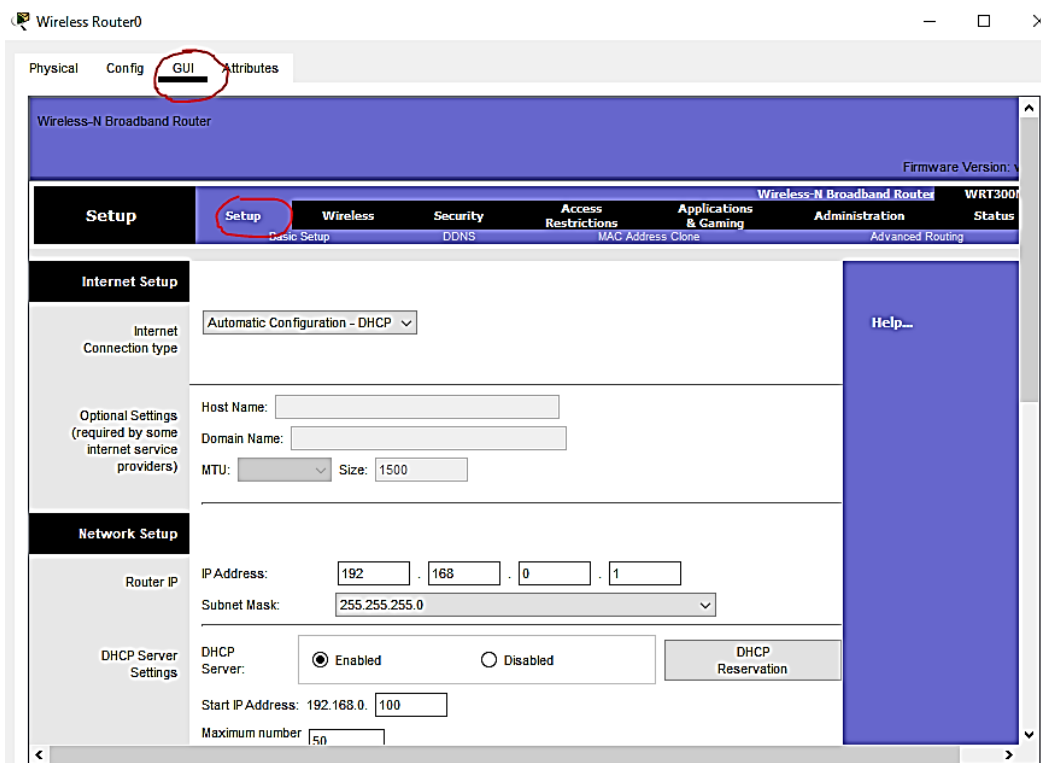 Wireless Router0
Physical Config GUI Attributes
Wireless-N Broadband Router
Firmware Version:
Wireless-N Broadband Router WRT300N
Setup Setup Wireless Security Access Restrictions Applications & Gaming Administration Status
Basic Setup DDNS MAC Address Clone Advanced Routing
Internet Setup
Internet Connection type
Automatic Configuration - DHCP
Help...
Optional Settings (required by some internet service providers)
Host Name:
Domain Name:
MTU: Size: 1500
Network Setup
Router IP
IP Address: 192 . 168 . 0 . 1
Subnet Mask: 255.255.255.0
DHCP Server Settings
DHCP Server: Enabled Disabled DHCP Reservation
Start IP Address: 192.168.0. 100
Maximum number 50